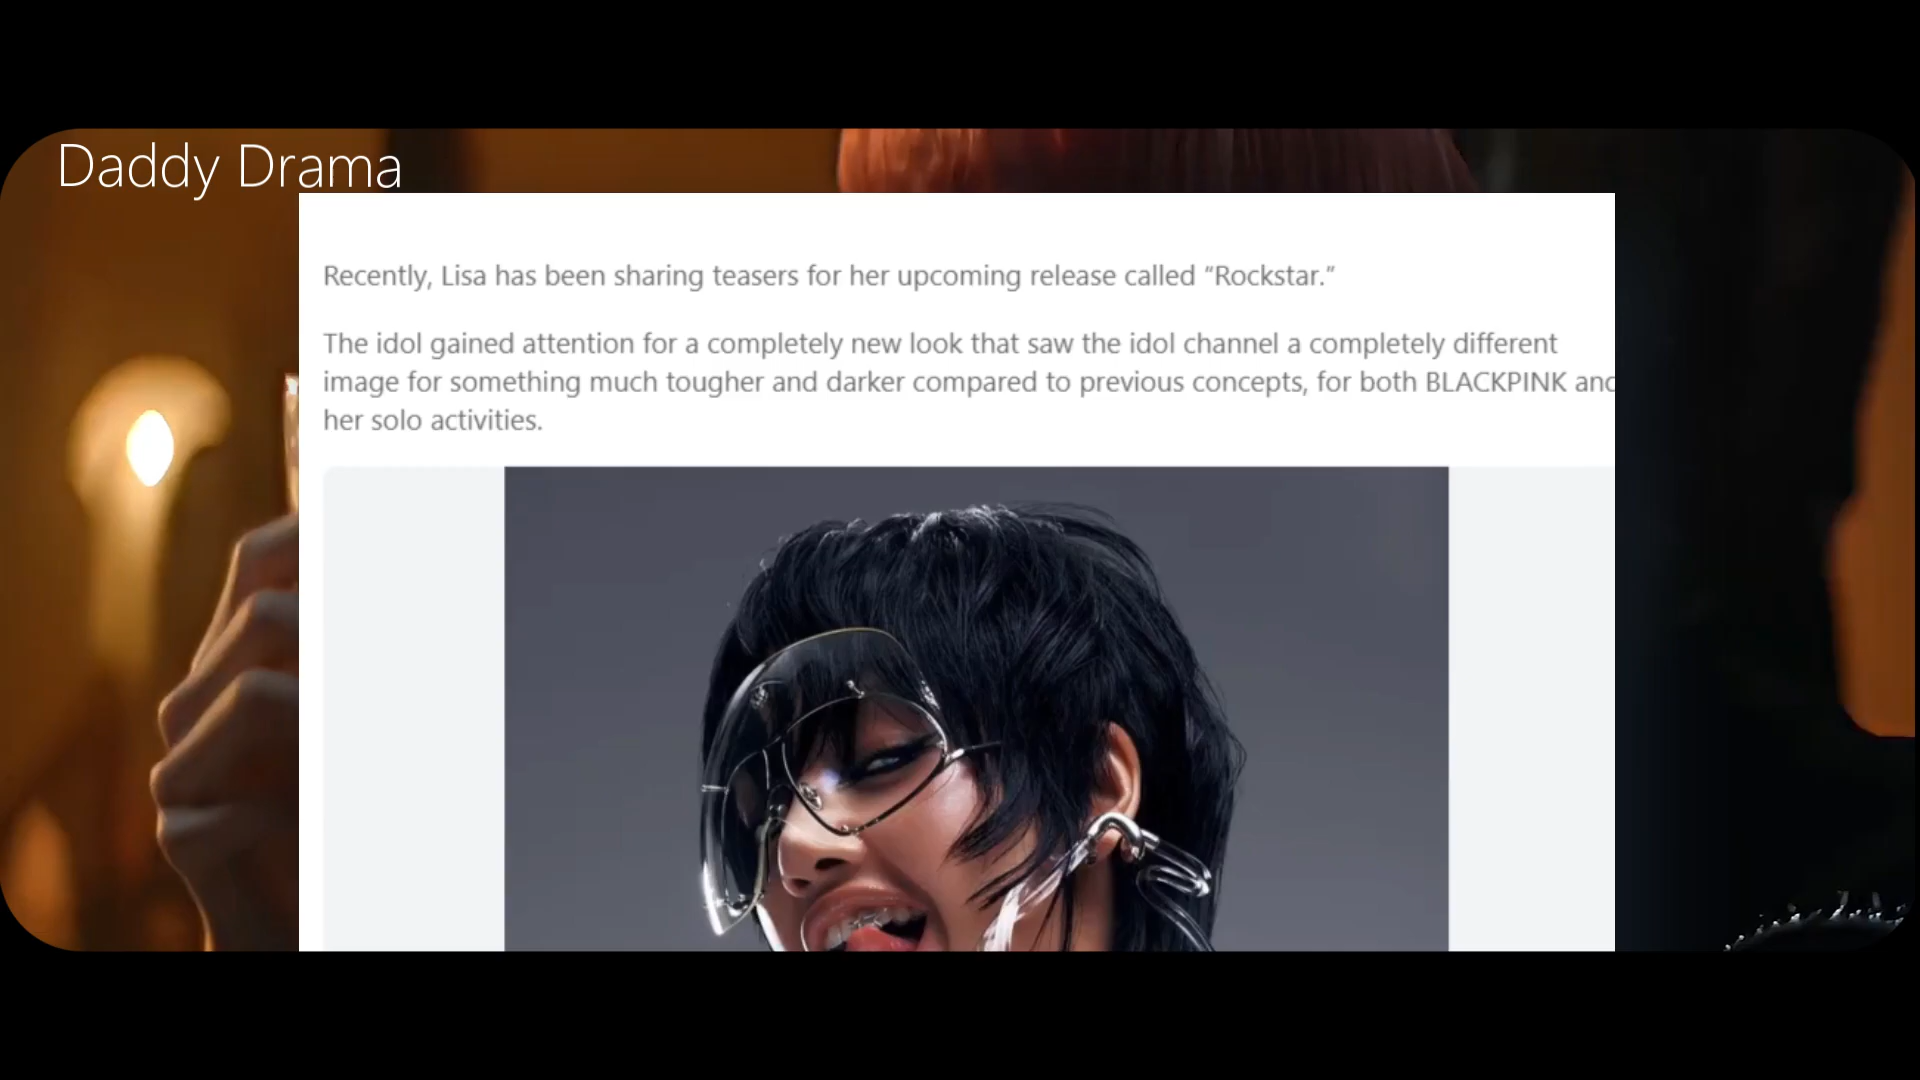 Daddy Drama
Recently, Lisa has been sharing teasers for her upcoming release called “Rockstar.”
The idol gained attention for a completely new look that saw the idol channel a completely different
image for something much tougher and darker compared to previous concepts, for both BLACKPINK and
her solo activities.